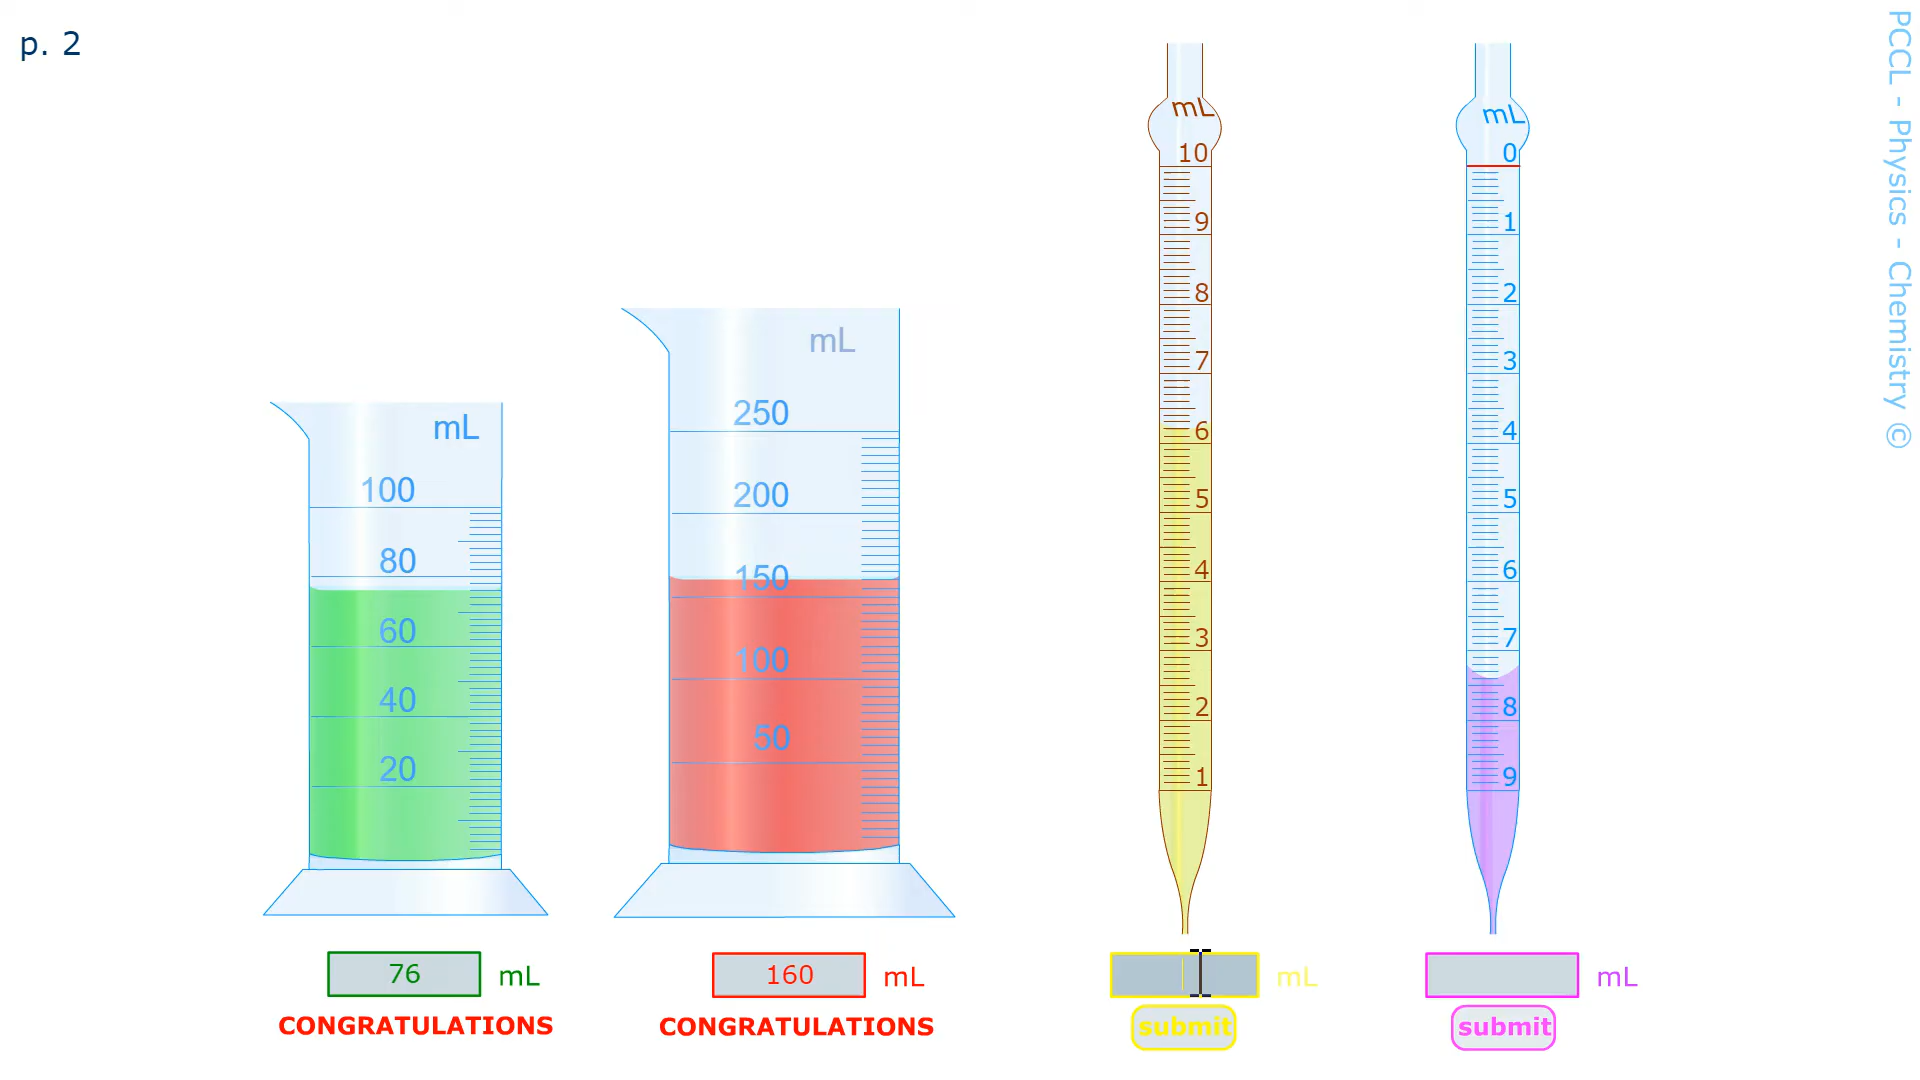 p. 2
PCCL - Physics - Chemistry ©
mL
100
80
60
40
20
76 mL
CONGRATULATIONS
mL
250
200
150
100
50
160 mL
CONGRATULATIONS
mL
10
9
8
7
6
5
4
3
2
1
mL
submit
mL
0
1
2
3
4
5
6
7
8
9
mL
submit